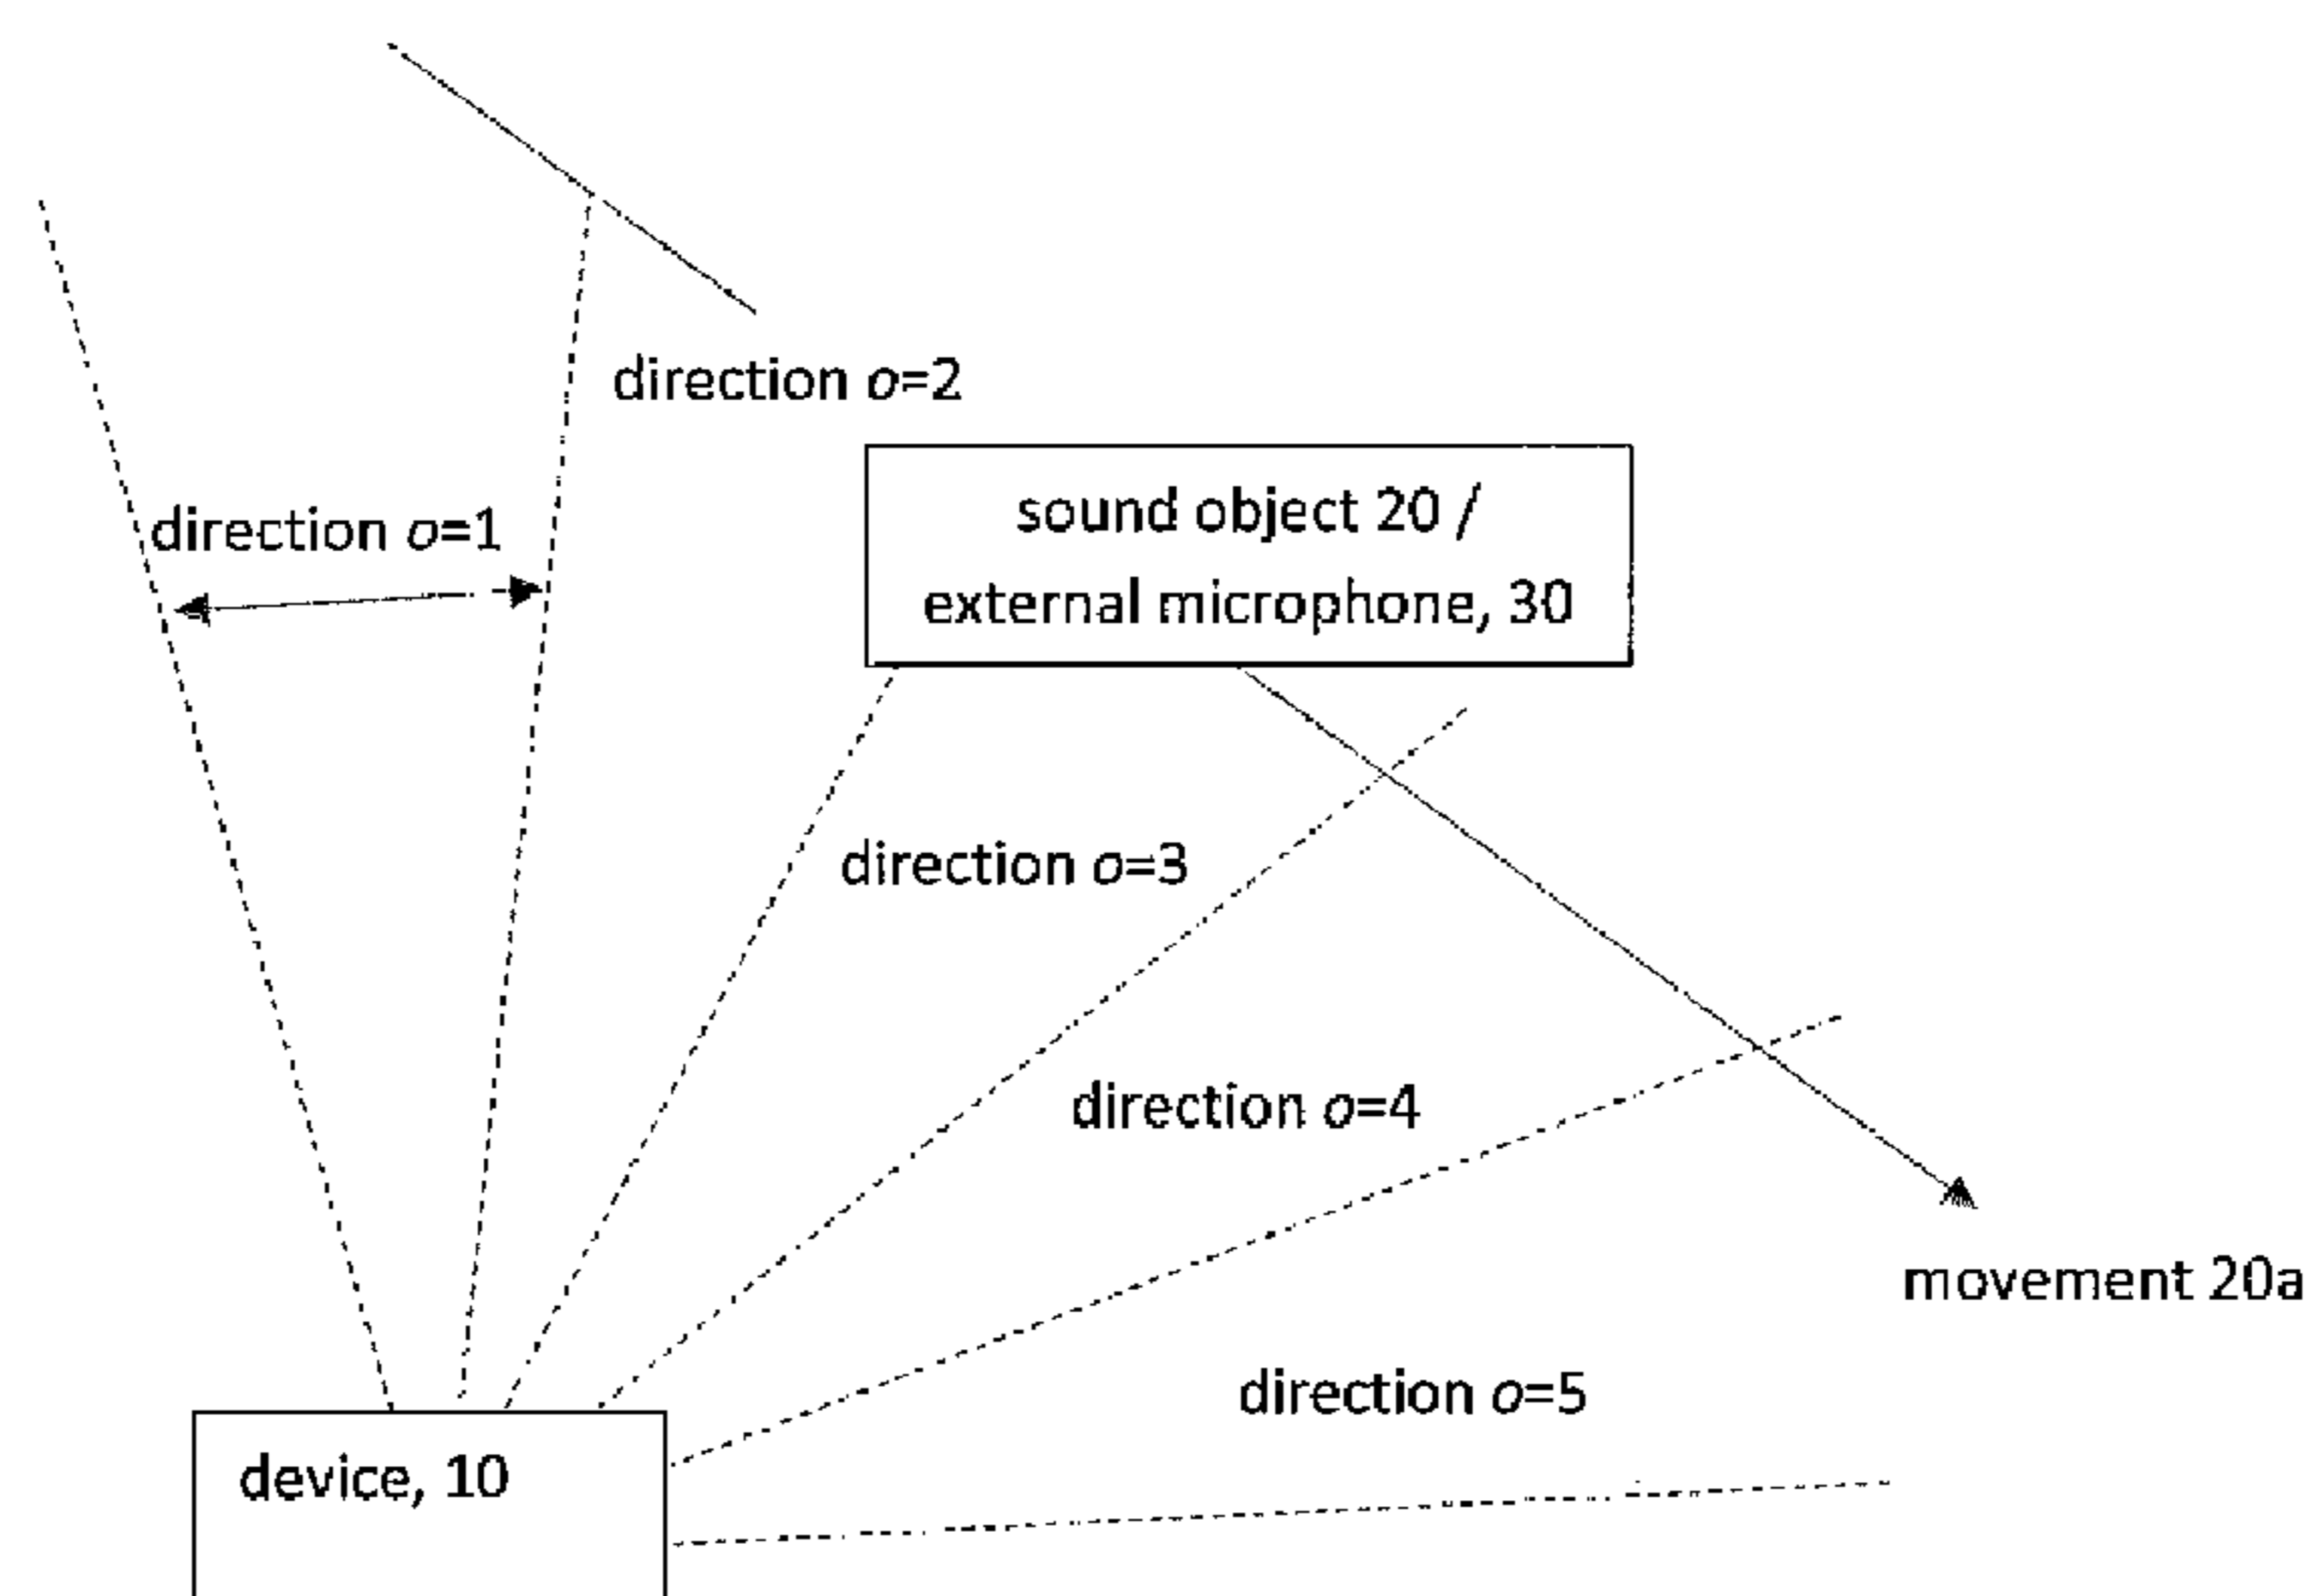 direction o=2
direction o=1
sound object 20 /
external microphone, 30
direction o=3
direction o=4
movement 20a
direction o=5
device, 10